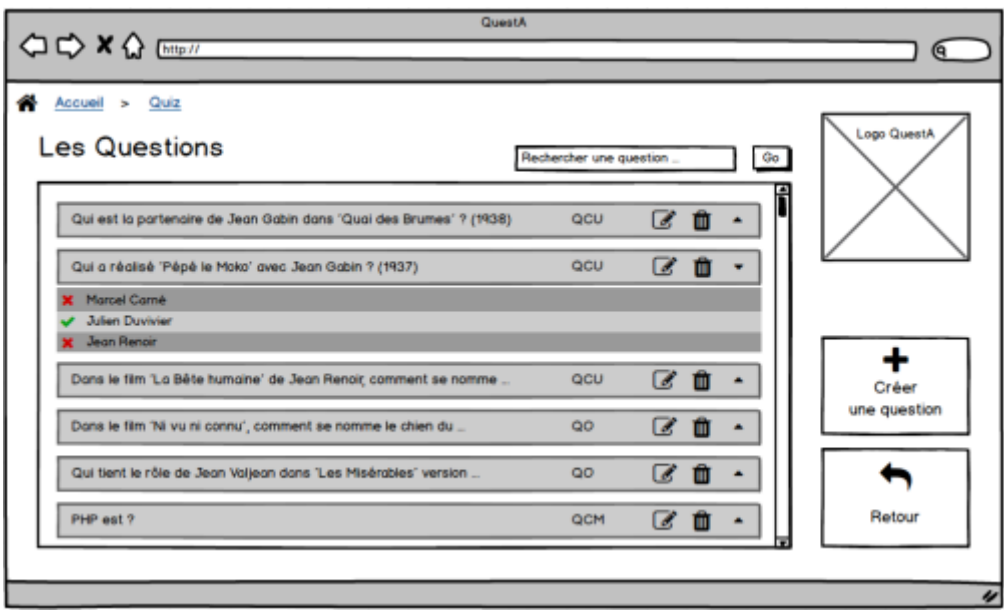 QuestA
http://
Accueil > Quiz
Les Questions
Rechercher une question ...
Go
Logo QuestA
Qui est la partenaire de Jean Gabin dans 'Quai des Brumes' ? (1938) QCU
Qui a réalisé 'Pépé le Moko' avec Jean Gabin ? (1937) QCU
Marcel Carné
Julien Duvivier
Jean Renoir
Dans le film 'La Bête humaine' de Jean Renoir, comment se nomme ... QCU
Dans le film 'Ni vu ni connu', comment se nomme le chien du ... QO
Qui tient le rôle de Jean Valjean dans 'Les Misérables' version ... QO
PHP est ? QCM
Créer
une question
Retour